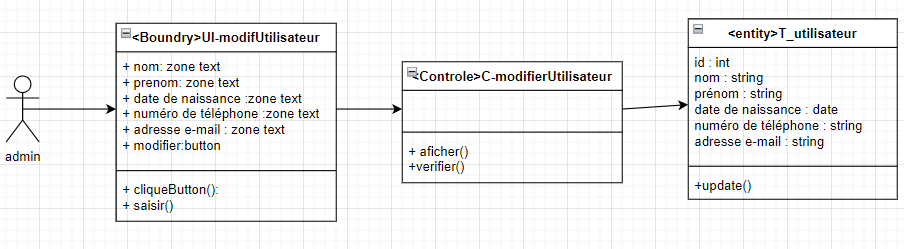 admin
<Boundry>UI-modifUtilisateur
+ nom: zone text
+ prenom: zone text
+ date de naissance :zone text
+ numéro de téléphone :zone text
+ adresse e-mail : zone text
+ modifier:button
+ cliqueButton():
+ saisir()
<Controle>C-modifierUtilisateur
+ aficher()
+verifier()
<entity>T_utilisateur
id : int
nom : string
prénom : string
date de naissance : date
numéro de téléphone : string
adresse e-mail : string
+update()